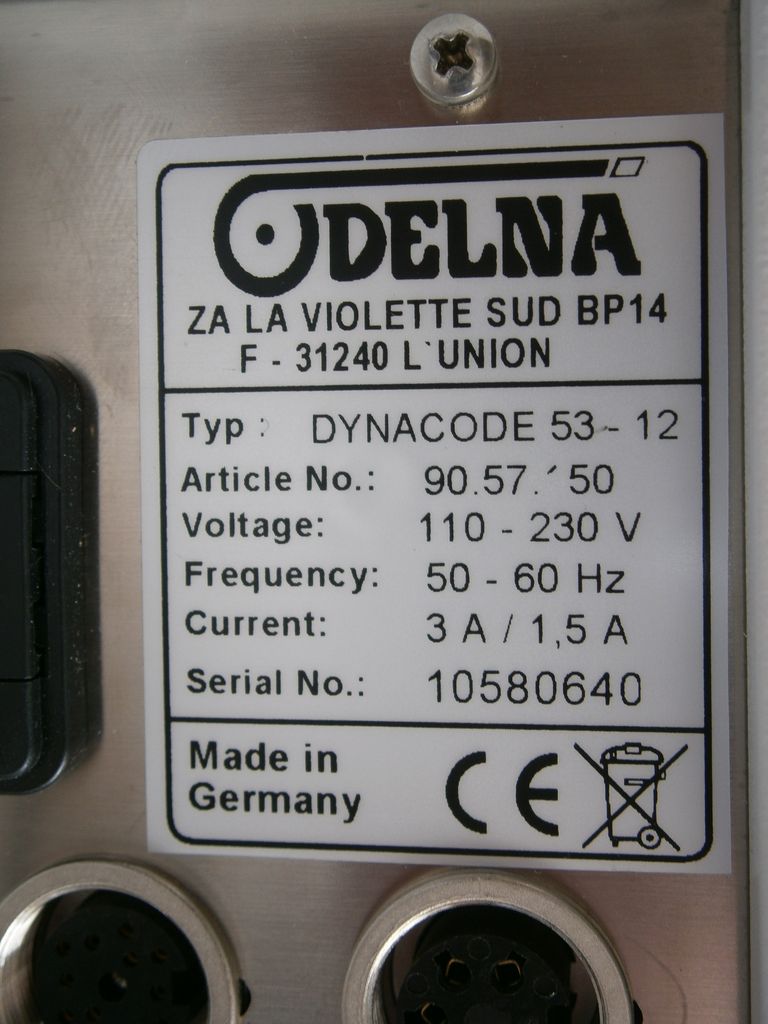 ODELNA
ZA LA VIOLETTE SUD BP14
F - 31240 L'UNION
Typ : DYNACODE 53 - 12
Article No.: 90.57.´50
Voltage: 110 - 230 V
Frequency: 50 - 60 Hz
Current: 3 A / 1,5 A
Serial No.: 10580640
Made in
Germany
CE